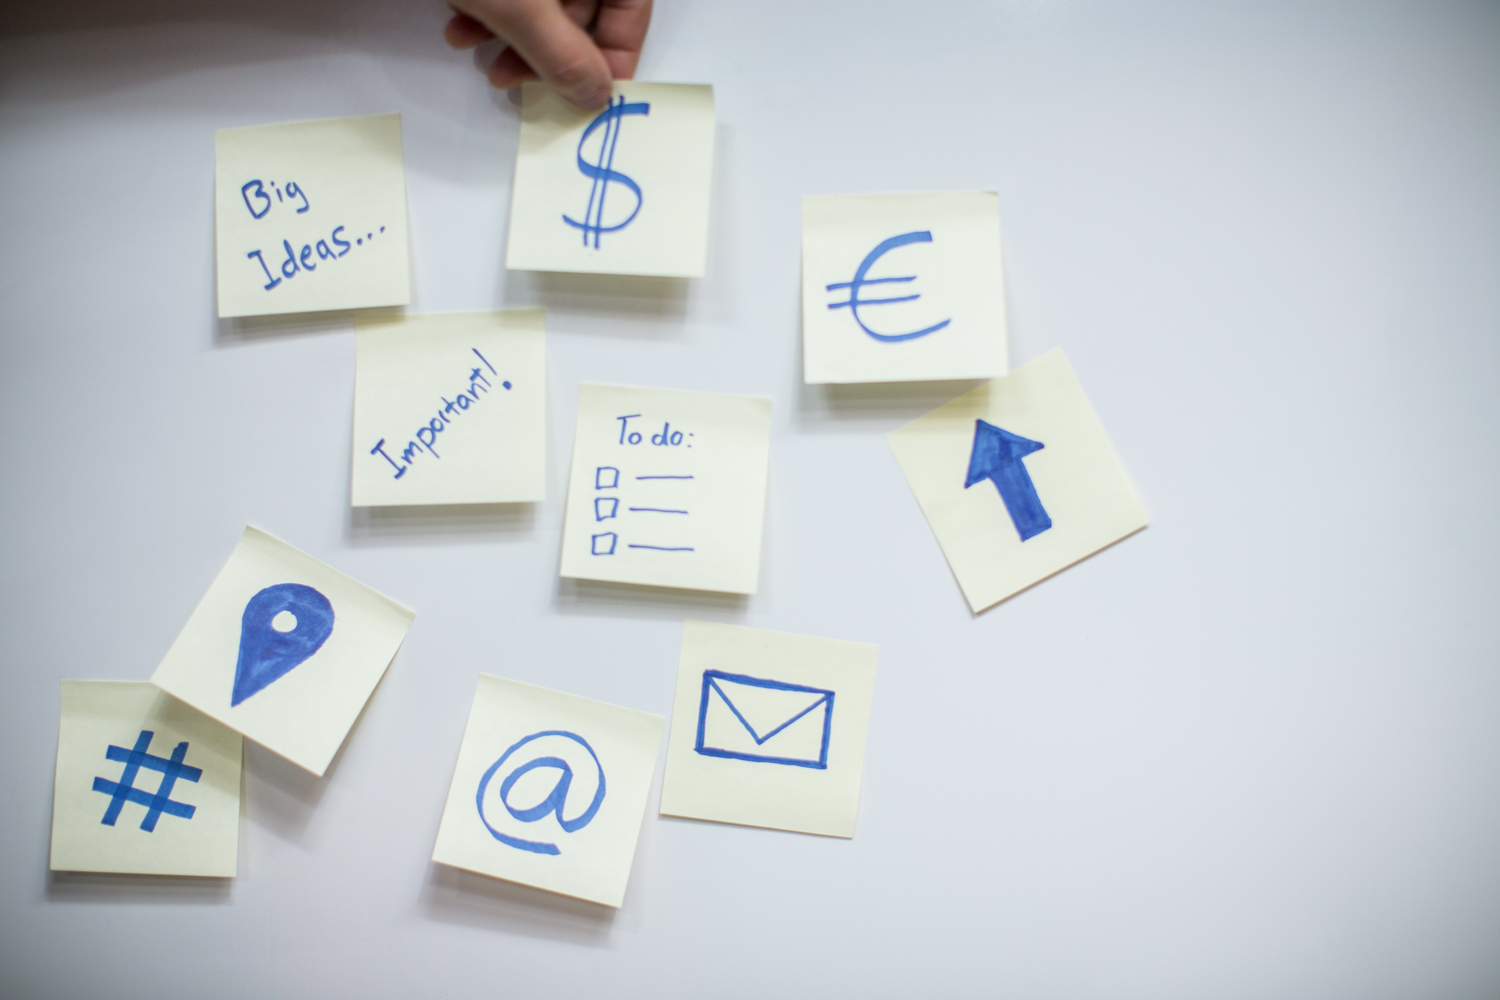 $
Big
Ideas...
€
Important!
To do:
#
@